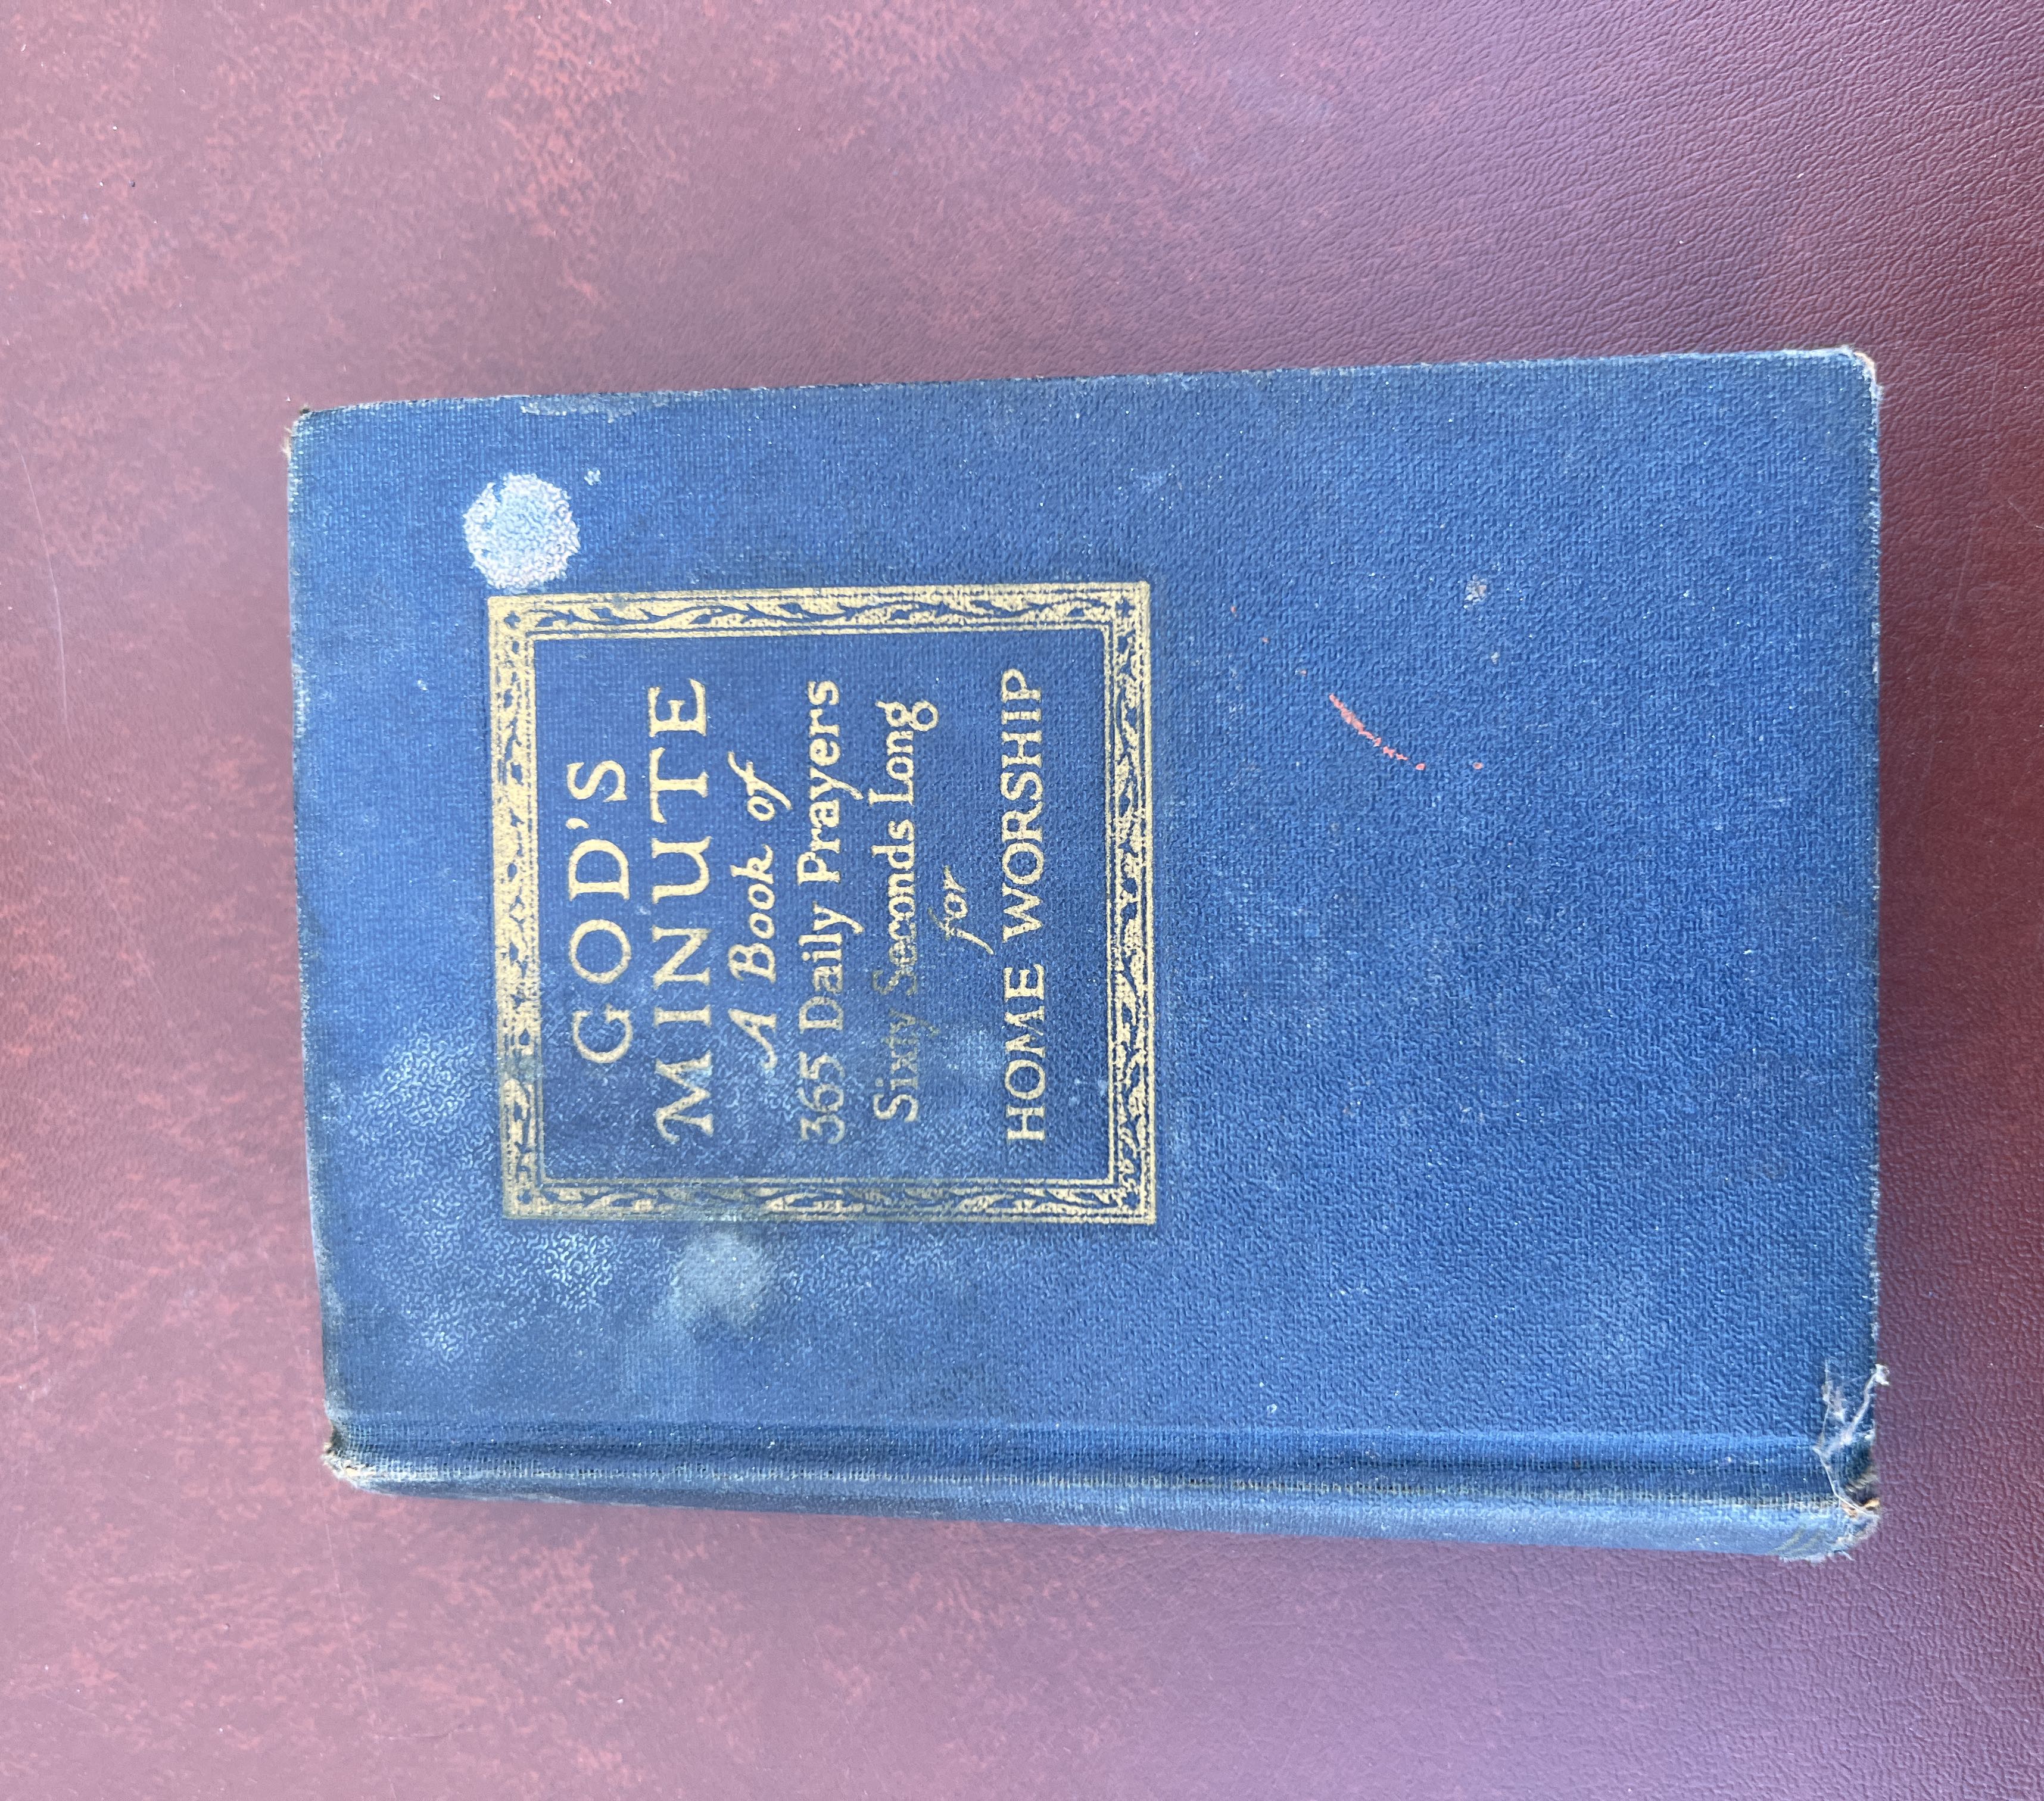 GOD'S
MINUTE
A Book of
365 Daily Prayers
Sixty Seconds Long
for
HOME WORSHIP